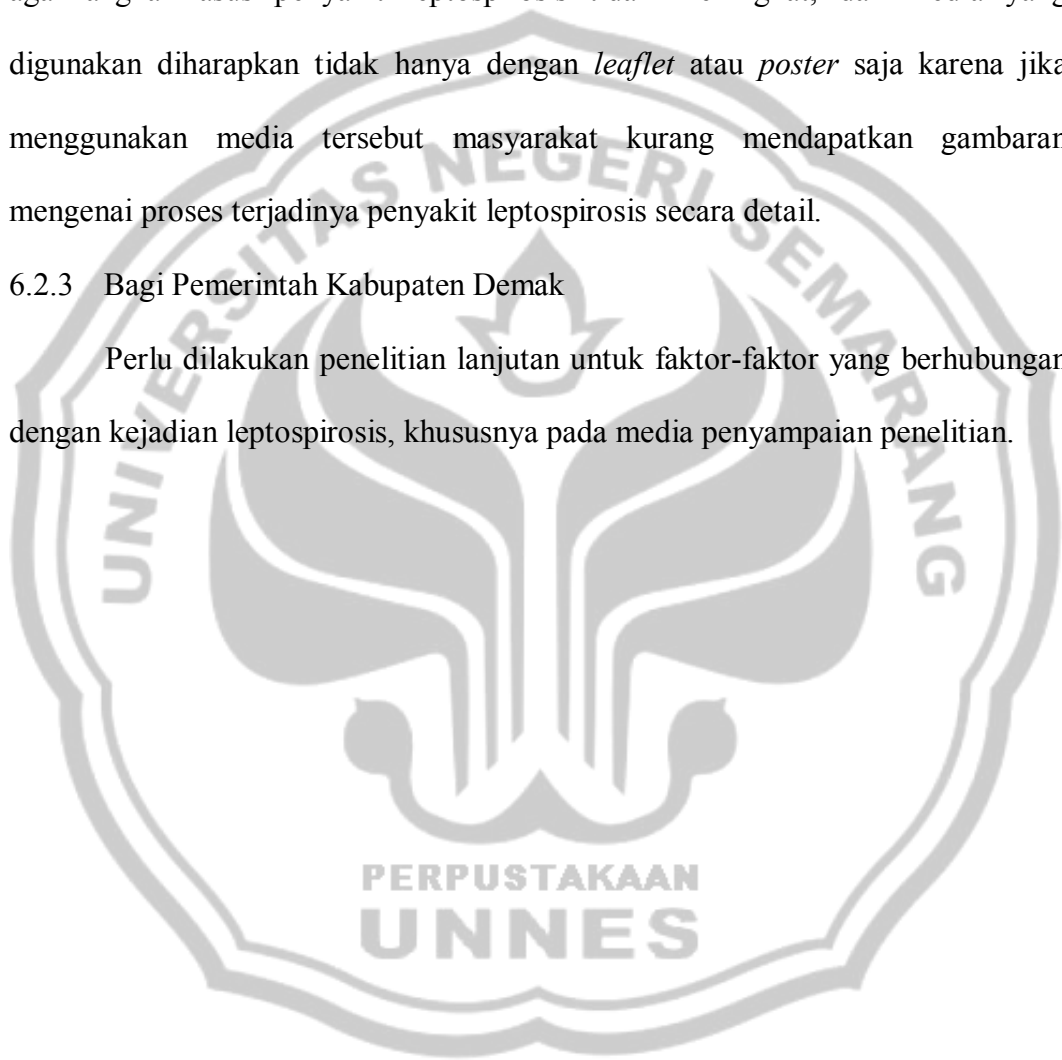 digunakan diharapkan tidak hanya dengan leaflet atau poster saja karena jika
menggunakan media tersebut masyarakat kurang mendapatkan gambaran
mengenai proses terjadinya penyakit leptospirosis secara detail.
6.2.3 Bagi Pemerintah Kabupaten Demak
Perlu dilakukan penelitian lanjutan untuk faktor-faktor yang berhubungan
dengan kejadian leptospirosis, khususnya pada media penyampaian penelitian.
UNIVERSITAS NEGERI SEMARANG
PERPUSTAKAAN
UNNES